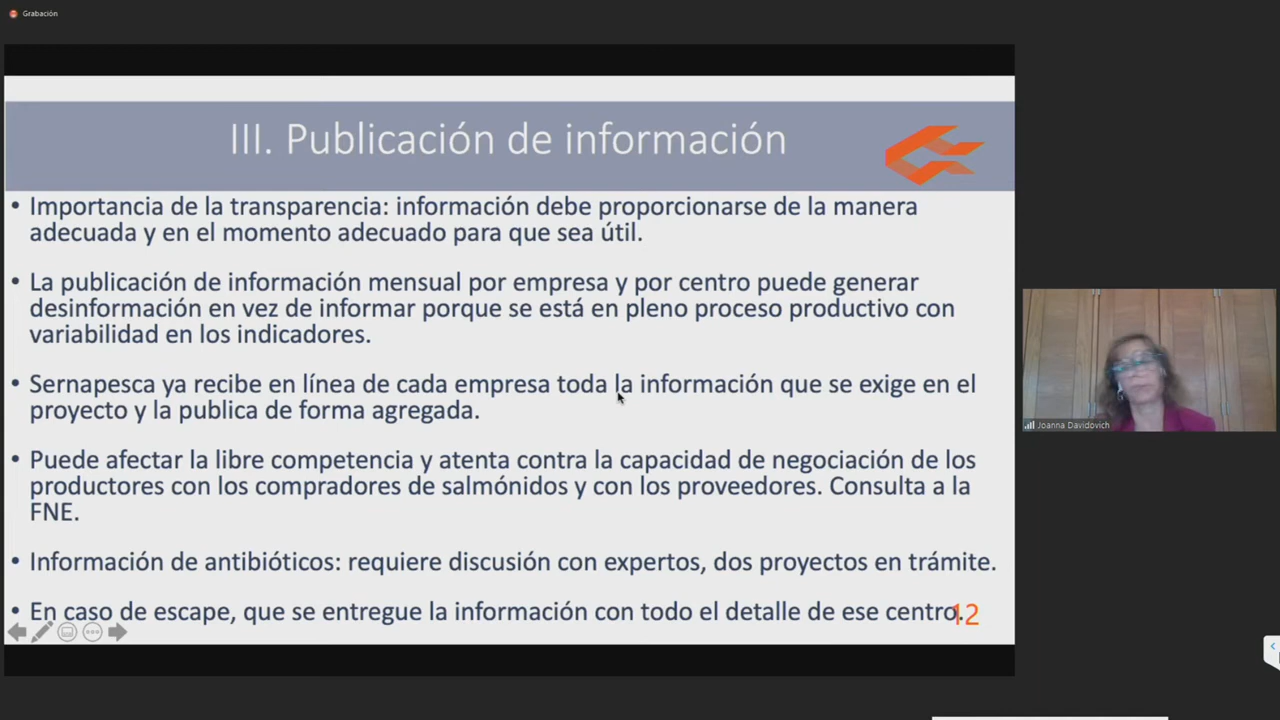 Grabación
III. Publicación de información
• Importancia de la transparencia: información debe proporcionarse de la manera
adecuada y en el momento adecuado para que sea útil.
• La publicación de información mensual por empresa y por centro puede generar
desinformación en vez de informar porque se está en pleno proceso productivo con
variabilidad en los indicadores.
• Sernapesca ya recibe en línea de cada empresa toda la información que se exige en el
proyecto y la publica de forma agregada.
• Puede afectar la libre competencia y atenta contra la capacidad de negociación de los
productores con los compradores de salmónidos y con los proveedores. Consulta a la
FNE.
• Información de antibióticos: requiere discusión con expertos, dos proyectos en trámite.
• En caso de escape, que se entregue la información con todo el detalle de ese centro.
12
Joanna Davidovich